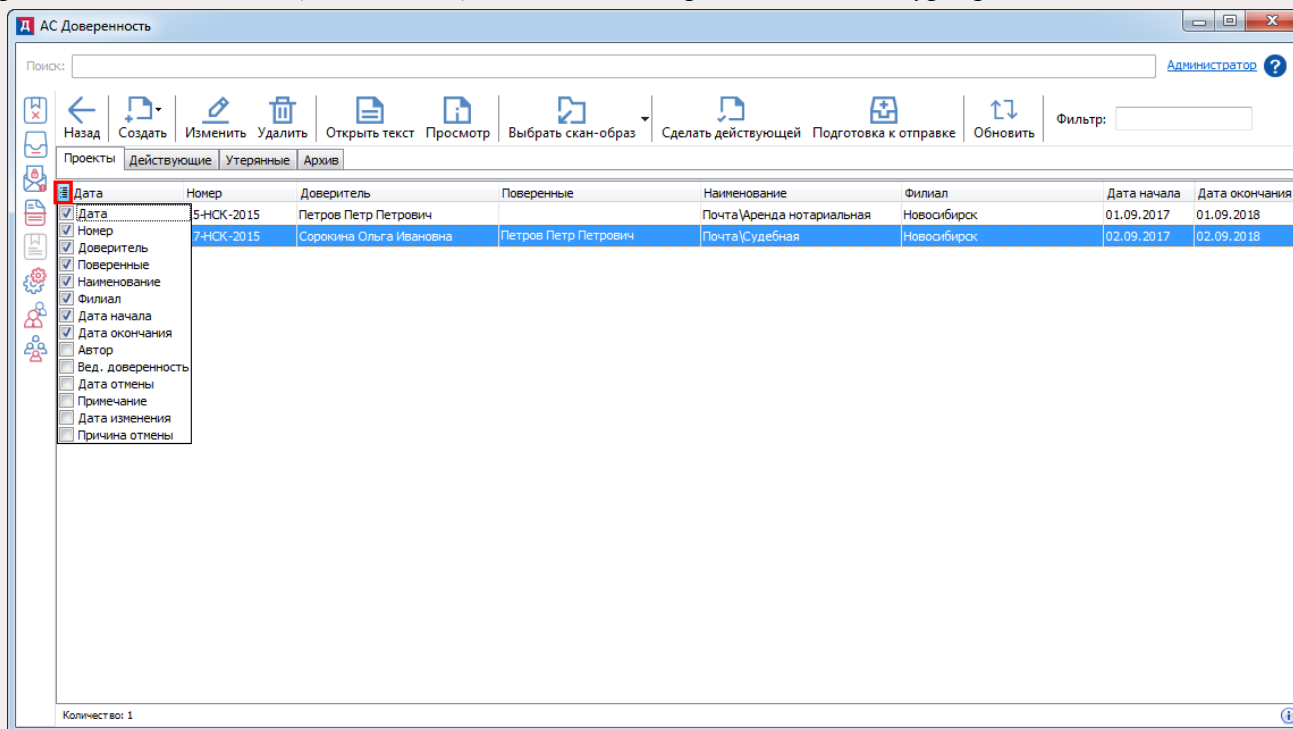 АС Доверенность
Поиск:
Администратор ?
Назад Создать Изменить Удалить Открыть текст Просмотр Выбрать скан-образ Сделать действующей Подготовка к отправке Обновить Фильтр:
Проекты Действующие Утерянные Архив
Дата Номер Доверитель Поверенные Наименование Филиал Дата начала Дата окончания
5-НСК-2015 Петров Петр Петрович Почта\Аренда нотариальная Новосибирск 01.09.2017 01.09.2018
7-НСК-2015 Сорокина Ольга Ивановна Петров Петр Петрович Почта\Судебная Новосибирск 02.09.2017 02.09.2018
Дата
Номер
Доверитель
Поверенные
Наименование
Филиал
Дата начала
Дата окончания
Автор
Вед. доверенность
Дата отмены
Примечание
Дата изменения
Причина отмены
Количество: 1